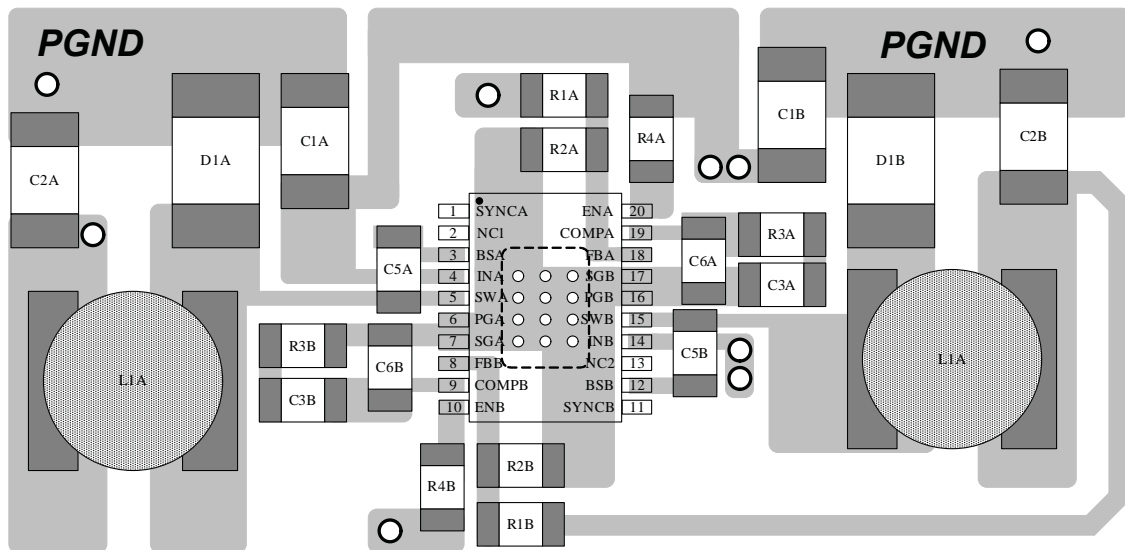 PGND
PGND
R1A
C1A
C1B
R4A
C2B
R2A
D1A
D1B
C2A
1 SYNCA ENA 20
2 NC1 COMPA 19
3 BSA FBA 18
4 INA SGB 17
5 SWA PGB 16
6 PGA SWB 15
7 SGA INB 14
8 FBB NC2 13
9 COMPB BSB 12
10 ENB SYNCB 11
R3A
C5A
C6A
C3A
R3B
C5B
L1A
C6B
L1A
C3B
R2B
R4B
R1B